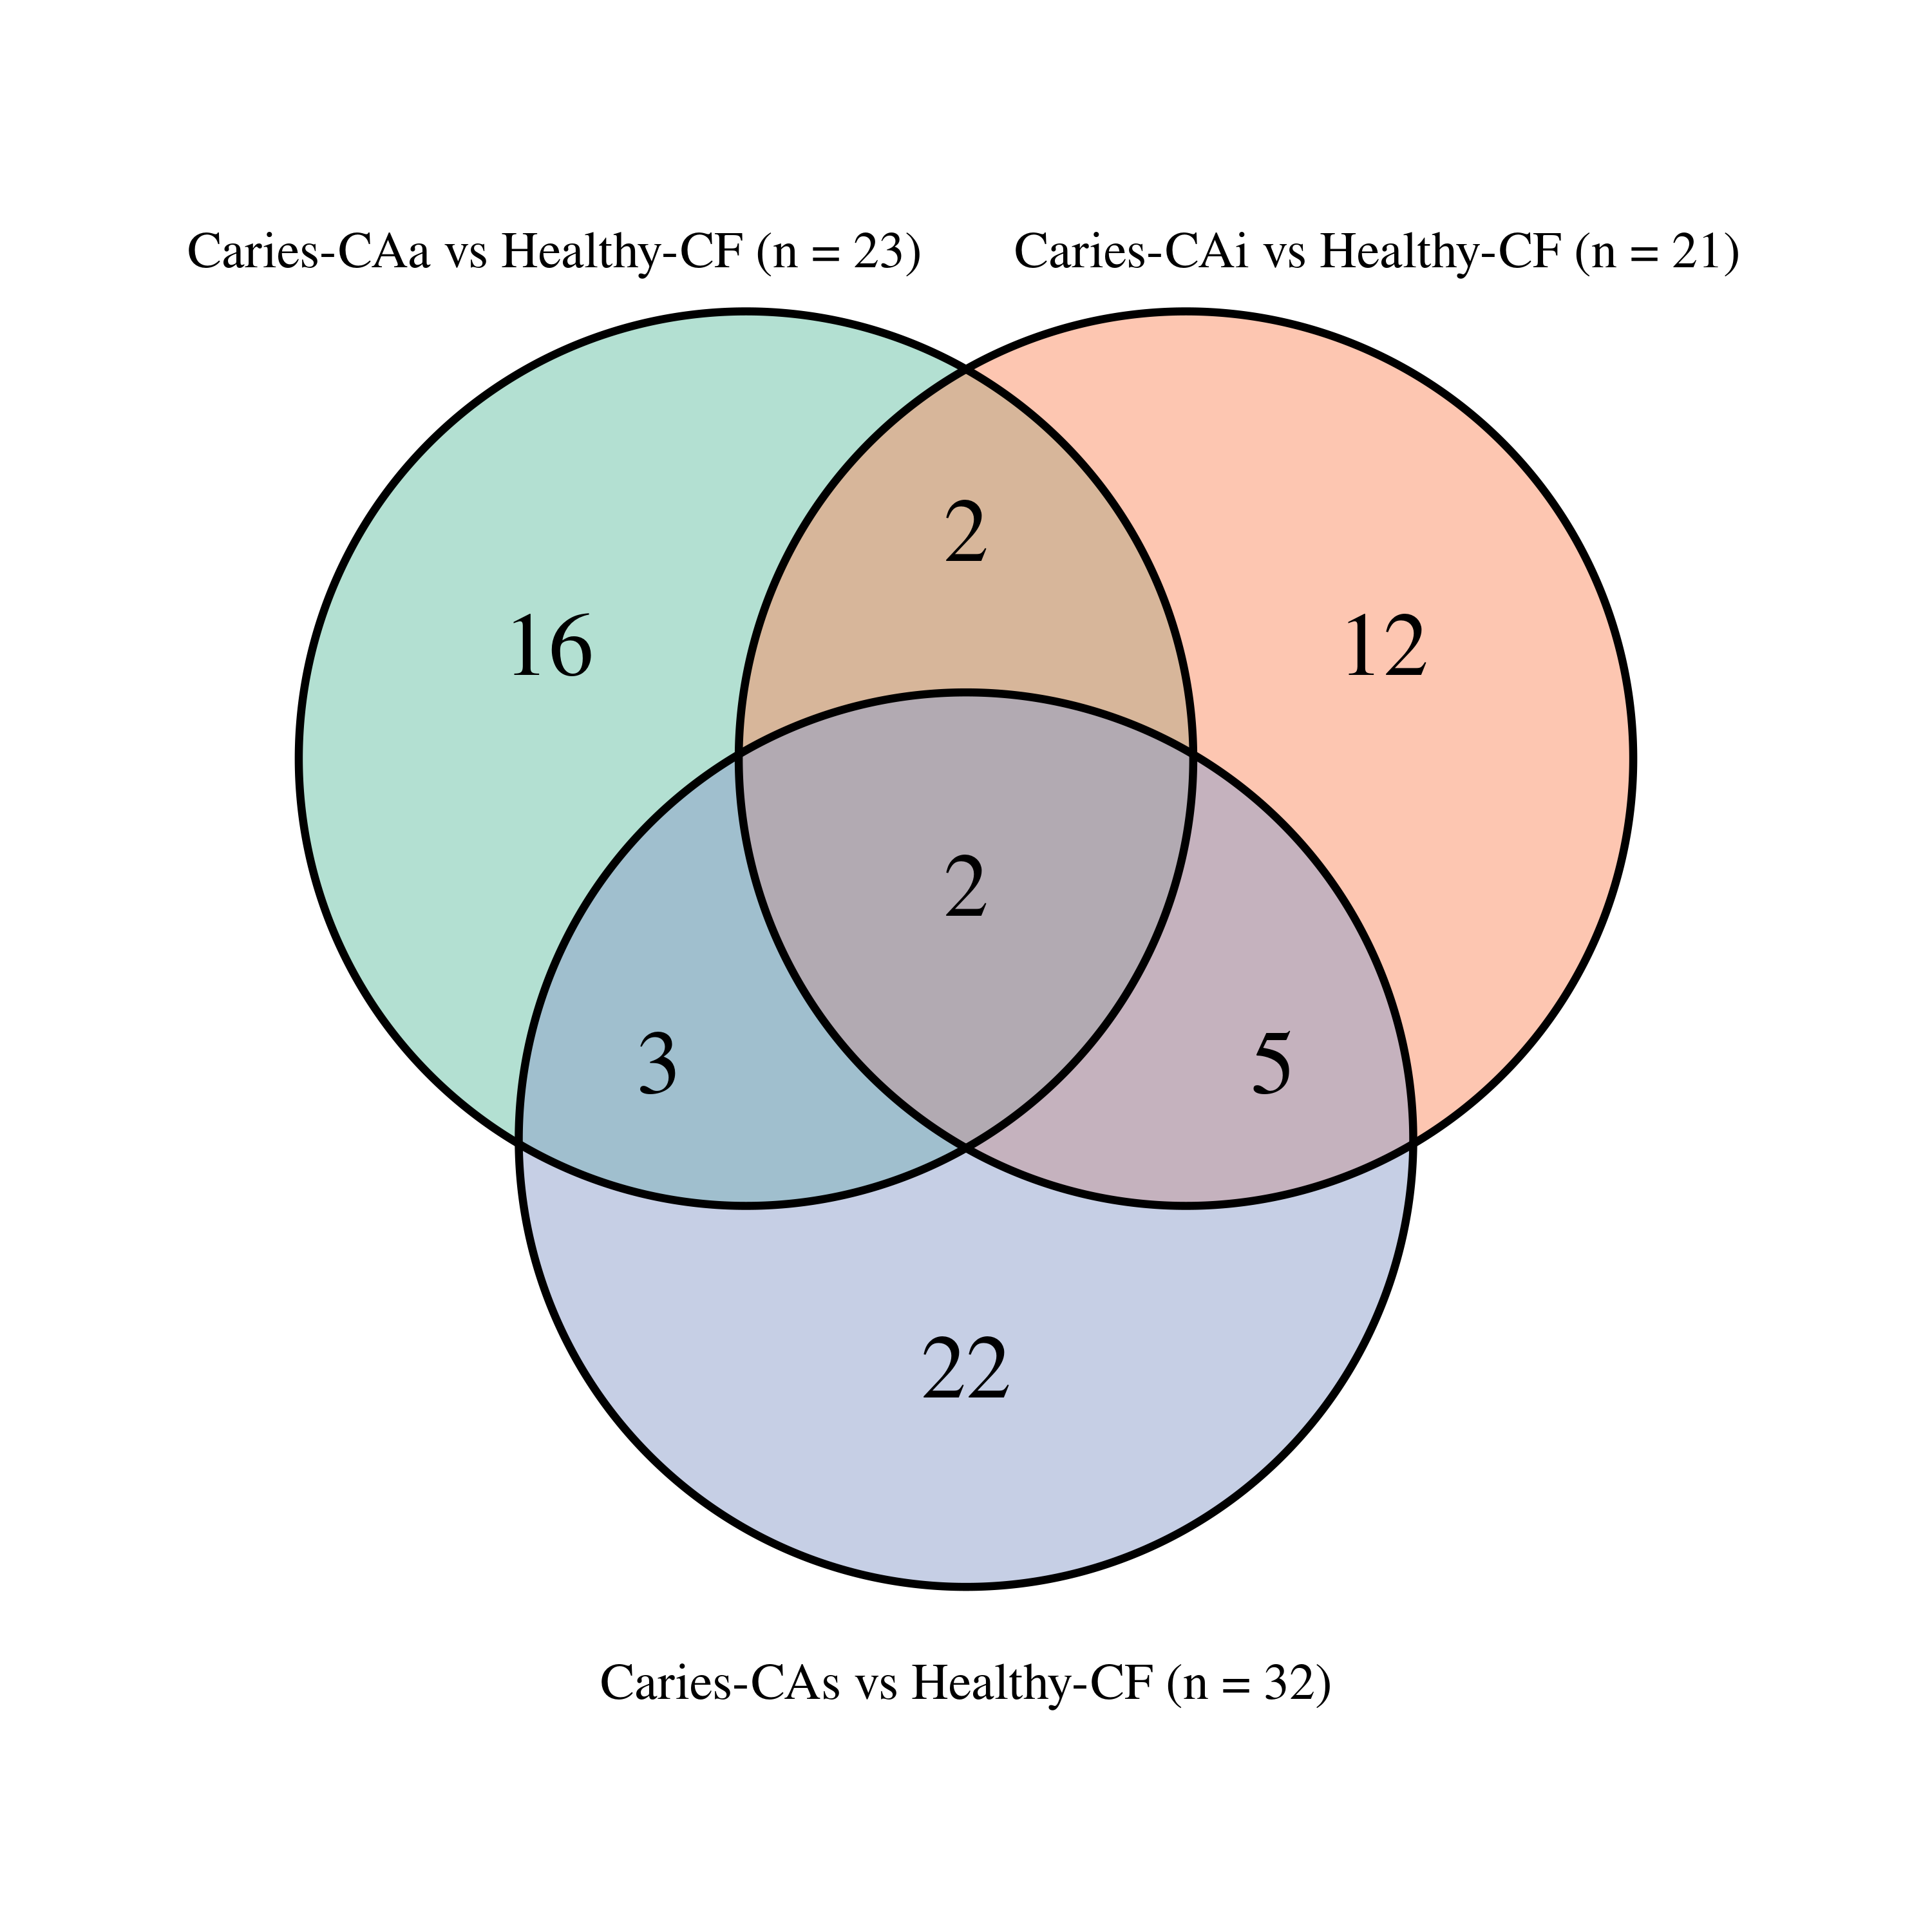 Caries-CAa vs Healthy-CF (n = 23)
Caries-CAi vs Healthy-CF (n = 21)
2
16
12
2
3
5
22
Caries-CAs vs Healthy-CF (n = 32)